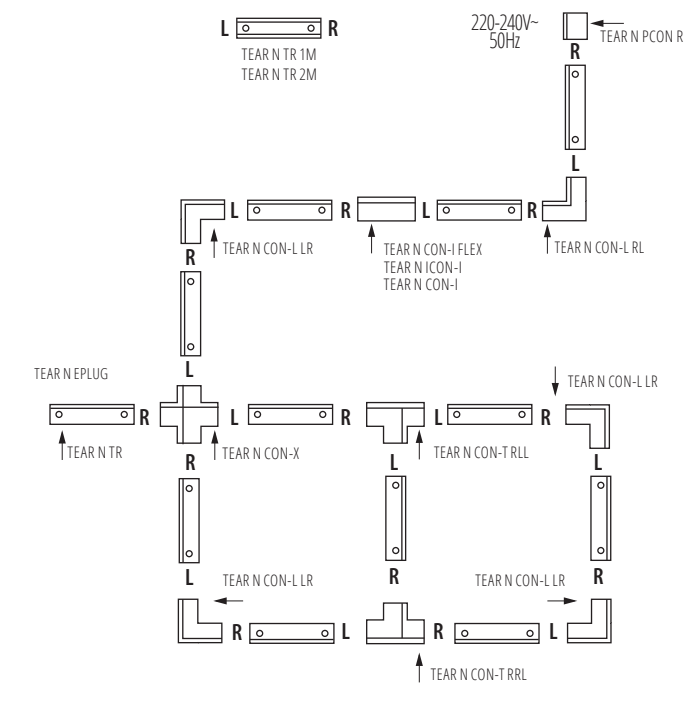 L R
TEAR N TR 1M
TEAR N TR 2M
220-240V~
50Hz
TEAR N PCON R
R
L
L R L R
TEAR N CON-L LR
TEAR N CON-I FLEX
TEAR N ICON-I
TEAR N CON-I
TEAR N CON-L RL
R
L
TEAR N EPLUG
TEAR N CON-L LR
R L R L R
TEAR N TR
TEAR N CON-X
TEAR N CON-T RLL
R L L
L R R
TEAR N CON-L LR
TEAR N CON-L LR
R L R L
TEAR N CON-T RRL